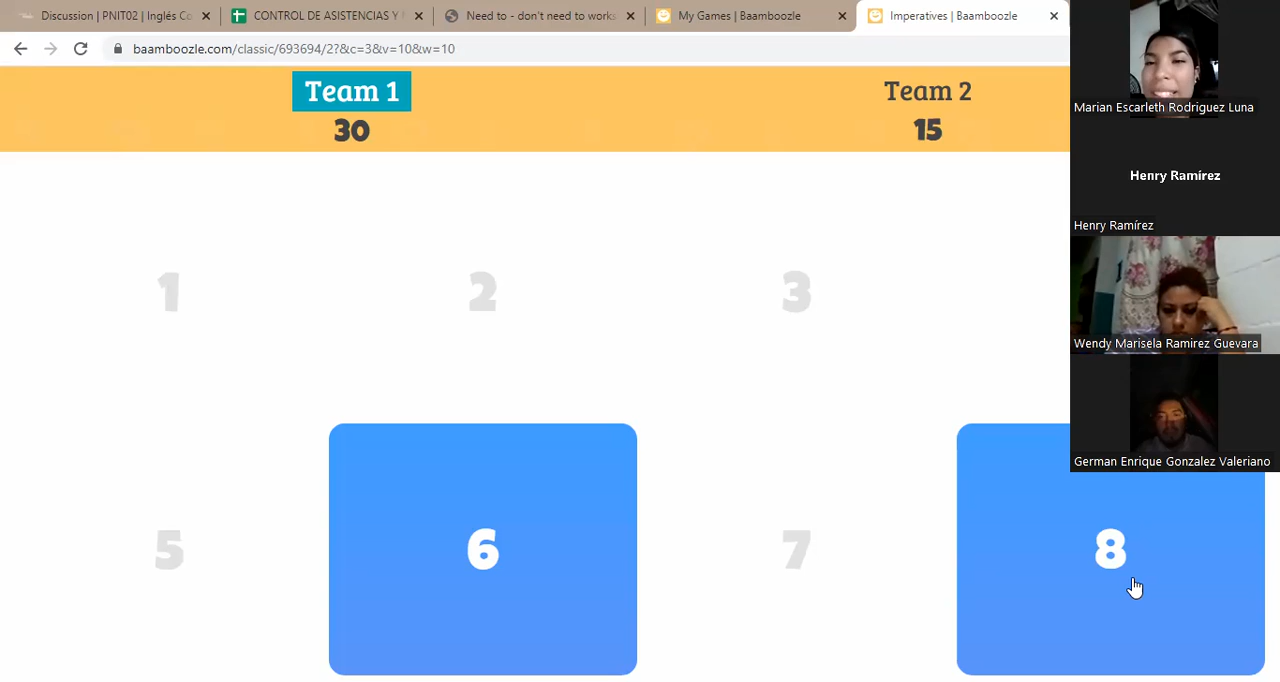 Discussion | PNIT02 | Inglés Co
CONTROL DE ASISTENCIAS Y
Need to - don't need to works
My Games | Baamboozle
Imperatives | Baamboozle
baamboozle.com/classic/693694/2?&c=3&v=10&w=10
Team 1
30
Team 2
15
Marian Escarleth Rodriguez Luna
Henry Ramírez
Henry Ramírez
Wendy Marisela Ramirez Guevara
German Enrique Gonzalez Valeriano
1
2
3
5
6
7
8